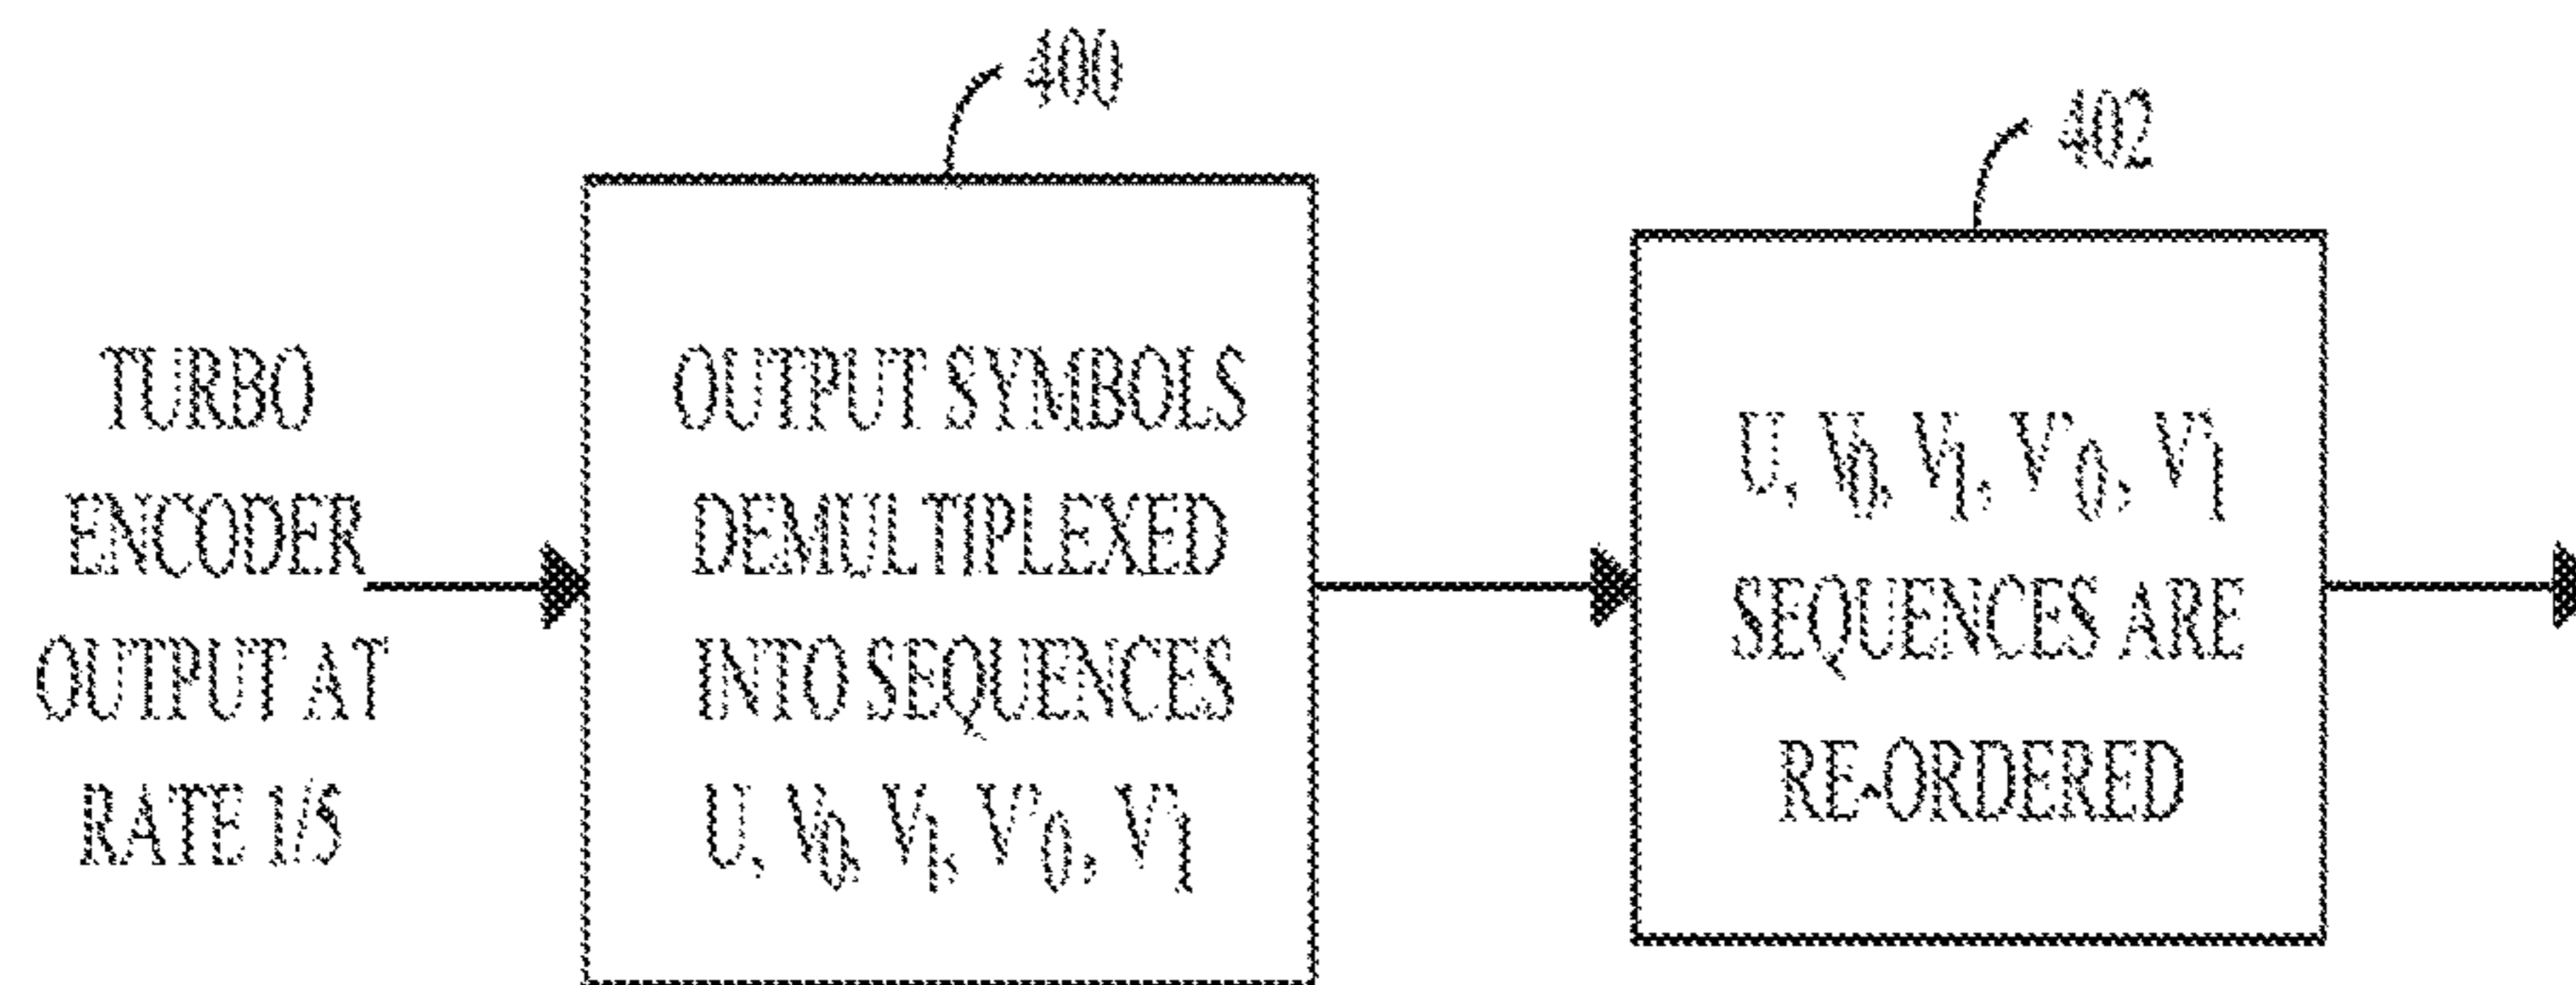 400
402
TURBO
ENCODER
OUTPUT AT
RATE 1/5
OUTPUT SYMBOLS
DEMULTIPLEXED
INTO SEQUENCES
U, V0, V1, V'0, V'1
U, V0, V1, V'0, V'1
SEQUENCES ARE
RE-ORDERED